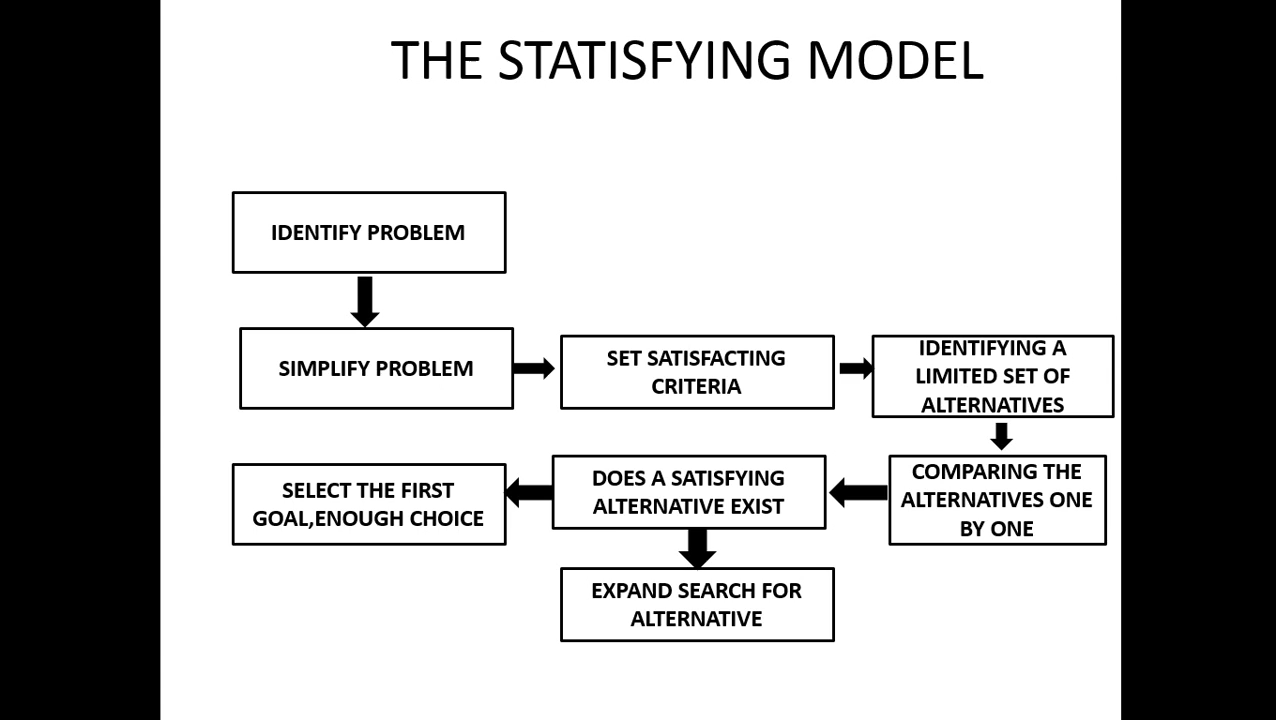 THE STATISFYING MODEL
IDENTIFY PROBLEM
SIMPLIFY PROBLEM
SET SATISFACTING
CRITERIA
IDENTIFYING A
LIMITED SET OF
ALTERNATIVES
COMPARING THE
ALTERNATIVES ONE
BY ONE
DOES A SATISFYING
ALTERNATIVE EXIST
SELECT THE FIRST
GOAL,ENOUGH CHOICE
EXPAND SEARCH FOR
ALTERNATIVE